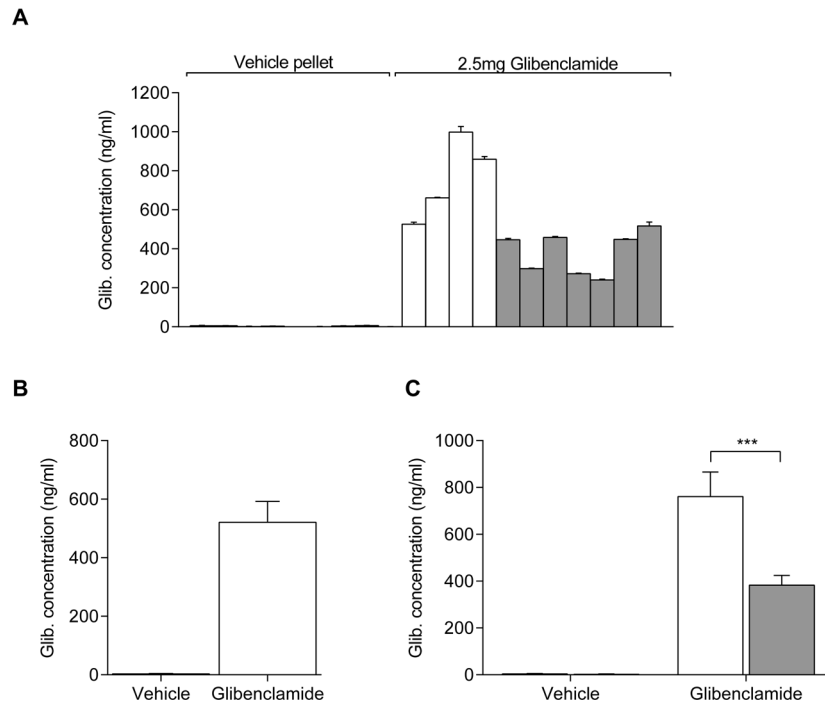 A
Vehicle pellet 2.5mg Glibenclamide
Glib. concentration (ng/ml)
1200
1000
800
600
400
200
0
B
Glib. concentration (ng/ml)
800
600
400
200
0
Vehicle Glibenclamide
C
Glib. concentration (ng/ml)
1000
800
600
400
200
0
***
Vehicle Glibenclamide